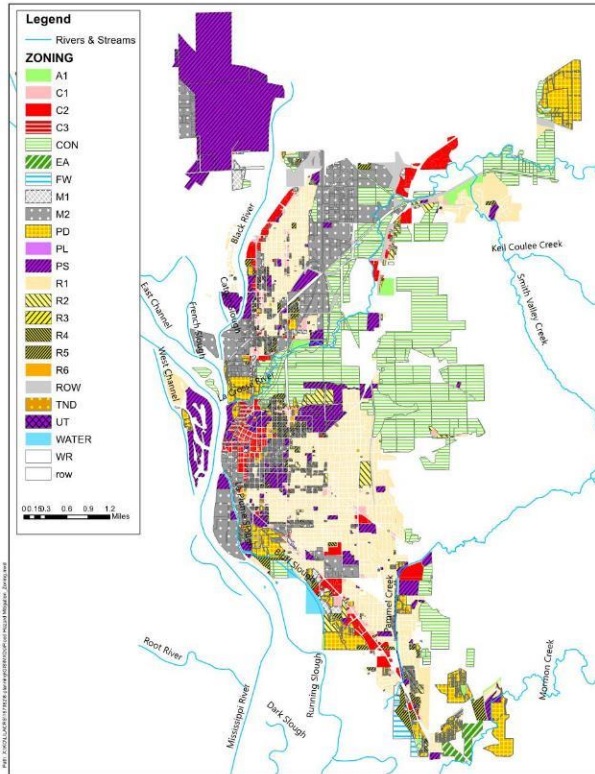 Legend
Rivers & Streams
ZONING
A1
C1
C2
C3
CON
EA
FW
M1
M2
PD
PL
PS
R1
R2
R3
R4
R5
R6
ROW
TND
UT
WATER
WR
row
0 0.15 0.3 0.6 0.9 1.2
Miles
Black River
East Channel
French Slough
West Channel
Keil Coulee Creek
Smith Valley Creek
Pammel Creek
Mormon Creek
Root River
Mississippi River
Dark Slough
Running Slough